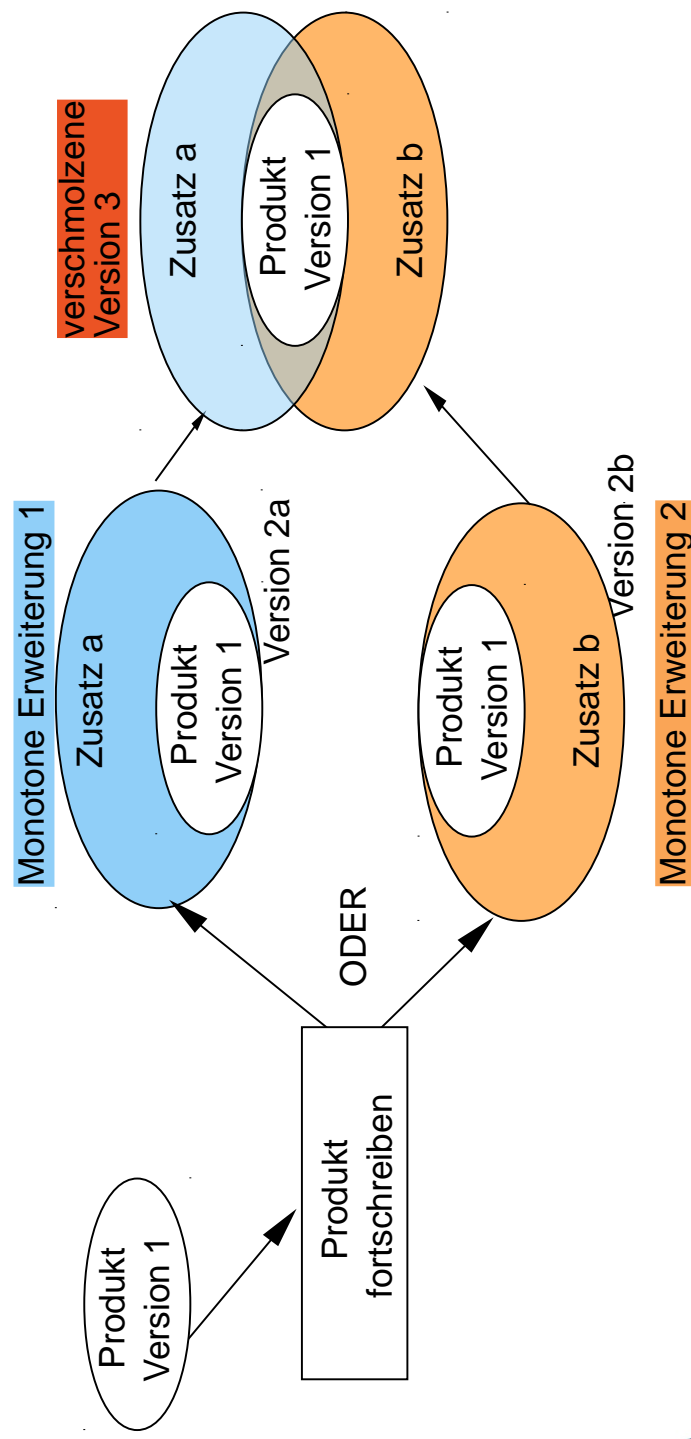 Produkt
Version 1
Produkt
fortschreiben
ODER
Monotone Erweiterung 1
Zusatz a
Produkt
Version 1
Version 2a
Produkt
Version 1
Zusatz b
Version 2b
Monotone Erweiterung 2
verschmolzene
Version 3
Zusatz a
Produkt
Version 1
Zusatz b